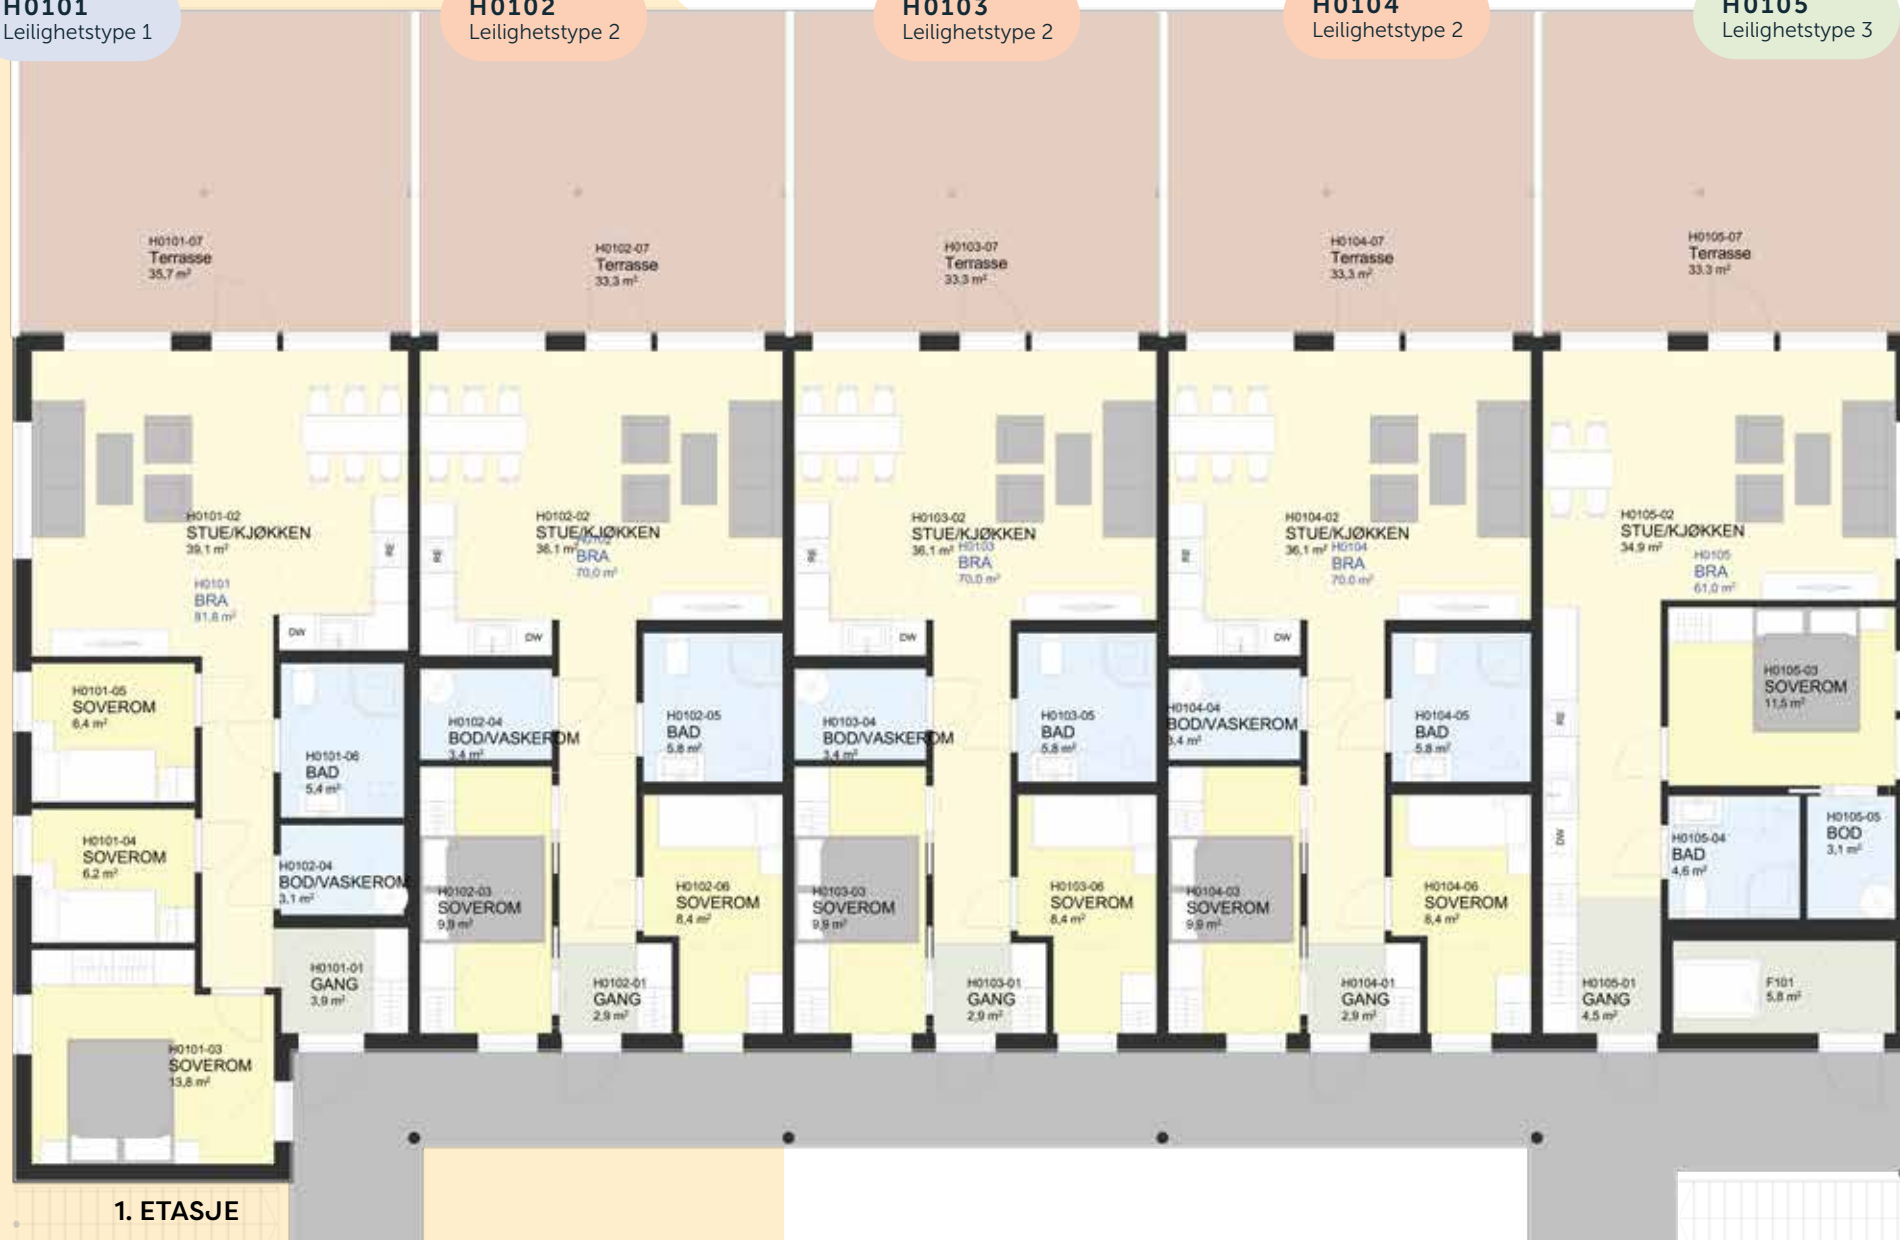 H0101
Leilighetstype 1
H0102
Leilighetstype 2
H0103
Leilighetstype 2
H0104
Leilighetstype 2
H0105
Leilighetstype 3
H0101-07
Terrasse
35,7 m²
H0102-07
Terrasse
33,3 m²
H0103-07
Terrasse
33,3 m²
H0104-07
Terrasse
33,3 m²
H0105-07
Terrasse
33,3 m²
H0101-02
STUE/KJØKKEN
39,1 m²
H0101
BRA
81,8 m²
RE
DW
H0102-02
STUE/KJØKKEN
36,1 m²
H0102
BRA
70,0 m²
RE
DW
H0103-02
STUE/KJØKKEN
36,1 m²
H0103
BRA
70,0 m²
RE
DW
H0104-02
STUE/KJØKKEN
36,1 m²
H0104
BRA
70,0 m²
RE
DW
H0105-02
STUE/KJØKKEN
34,9 m²
H0105
BRA
61,0 m²
RE
DW
H0101-05
SOVEROM
6,4 m²
H0101-06
BAD
5,4 m²
H0101-04
SOVEROM
6,2 m²
H0102-04
BOD/VASKEROM
3,1 m²
H0101-01
GANG
3,9 m²
H0101-03
SOVEROM
13,8 m²
H0102-04
BOD/VASKEROM
3,4 m²
H0102-05
BAD
5,8 m²
H0102-03
SOVEROM
9,9 m²
H0102-06
SOVEROM
8,4 m²
H0102-01
GANG
2,9 m²
H0103-04
BOD/VASKEROM
3,4 m²
H0103-05
BAD
5,8 m²
H0103-03
SOVEROM
9,9 m²
H0103-06
SOVEROM
8,4 m²
H0103-01
GANG
2,9 m²
H0104-04
BOD/VASKEROM
3,4 m²
H0104-05
BAD
5,8 m²
H0104-03
SOVEROM
9,9 m²
H0104-06
SOVEROM
8,4 m²
H0104-01
GANG
2,9 m²
H0105-03
SOVEROM
11,5 m²
H0105-04
BAD
4,6 m²
H0105-05
BOD
3,1 m²
H0105-01
GANG
4,5 m²
F101
5,8 m²
1. ETASJE